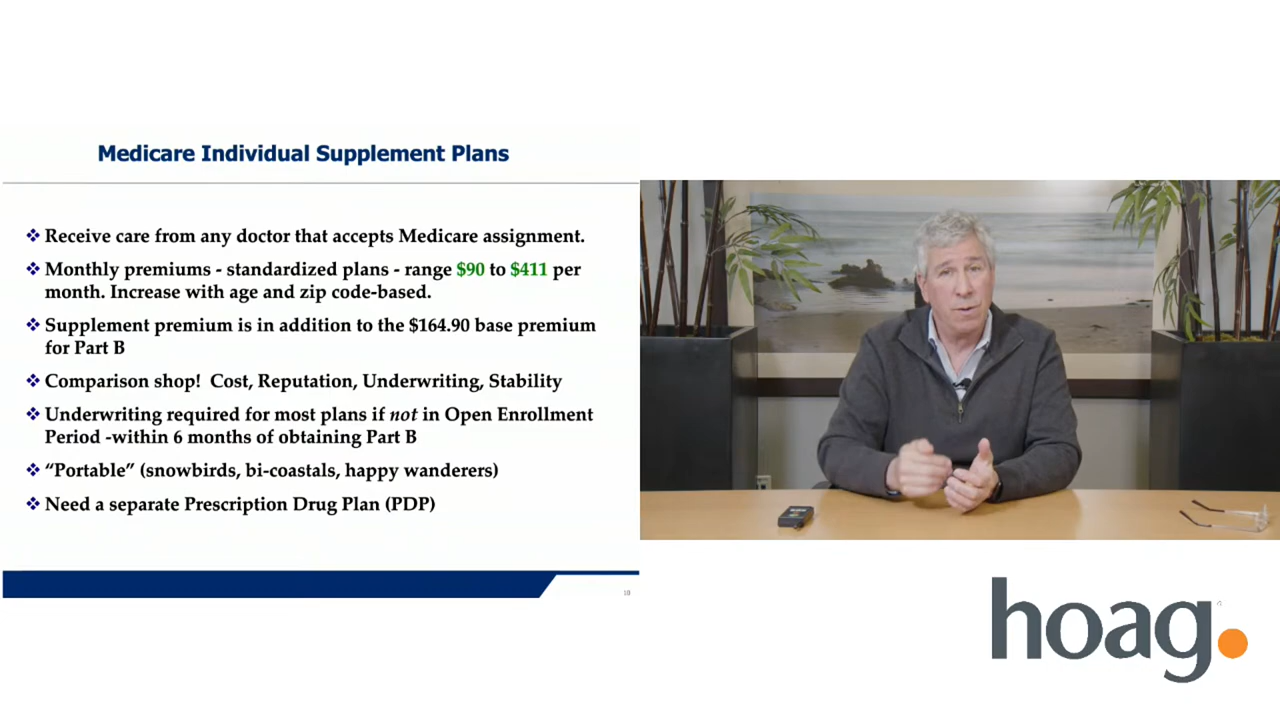 Medicare Individual Supplement Plans
Receive care from any doctor that accepts Medicare assignment.
Monthly premiums - standardized plans - range $90 to $411 per
month. Increase with age and zip code-based.
Supplement premium is in addition to the $164.90 base premium
for Part B
Comparison shop! Cost, Reputation, Underwriting, Stability
Underwriting required for most plans if not in Open Enrollment
Period -within 6 months of obtaining Part B
“Portable” (snowbirds, bi-coastals, happy wanderers)
Need a separate Prescription Drug Plan (PDP)
hoag.